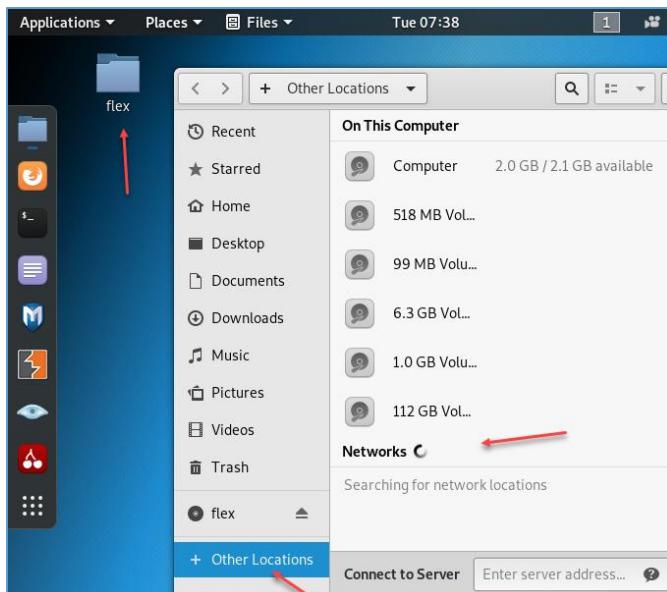 Applications Places Files Tue 07:38 1
flex
+ Other Locations
Recent
Starred
Home
Desktop
Documents
Downloads
Music
Pictures
Videos
Trash
flex
+ Other Locations
On This Computer
Computer 2.0 GB / 2.1 GB available
518 MB Vol...
99 MB Volu...
6.3 GB Vol...
1.0 GB Volu...
112 GB Vol...
Networks
Searching for network locations
Connect to Server Enter server address... ?
$_